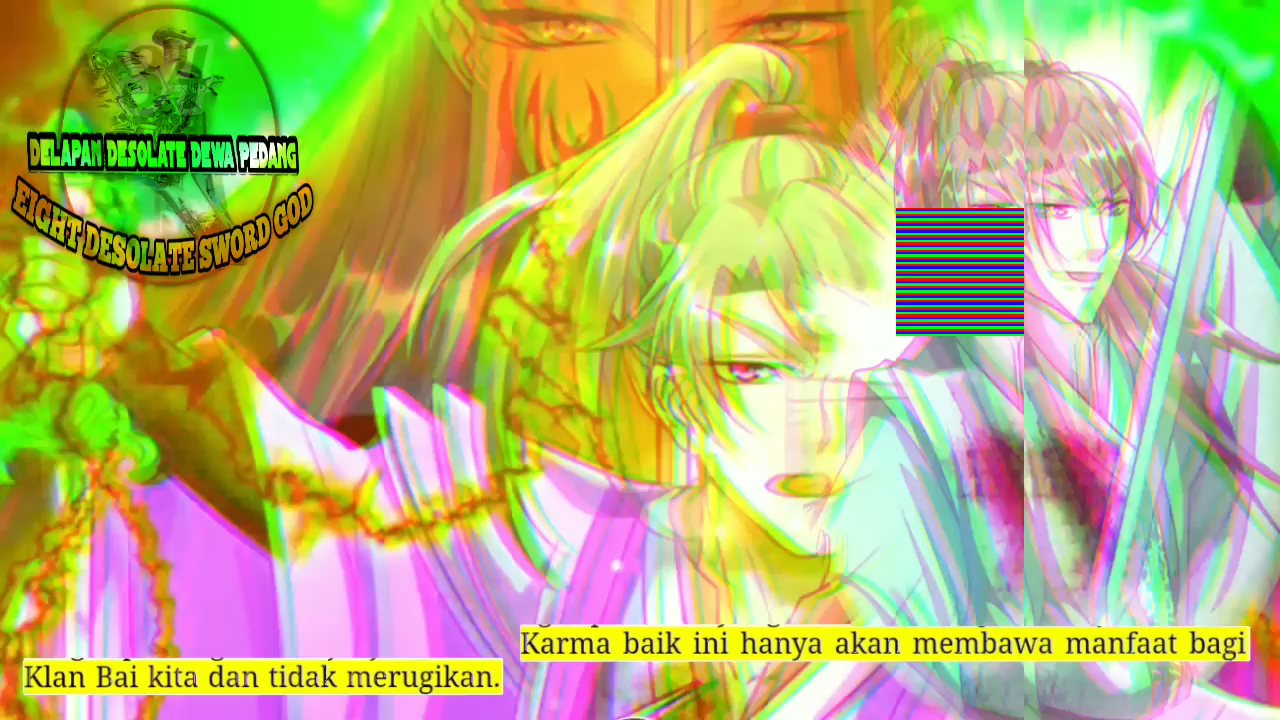 DELAPAN DESOLATE DEWA PEDANG
EIGHT DESOLATE SWORD GOD
Karma baik ini hanya akan membawa manfaat bagi
Klan Bai kita dan tidak merugikan.